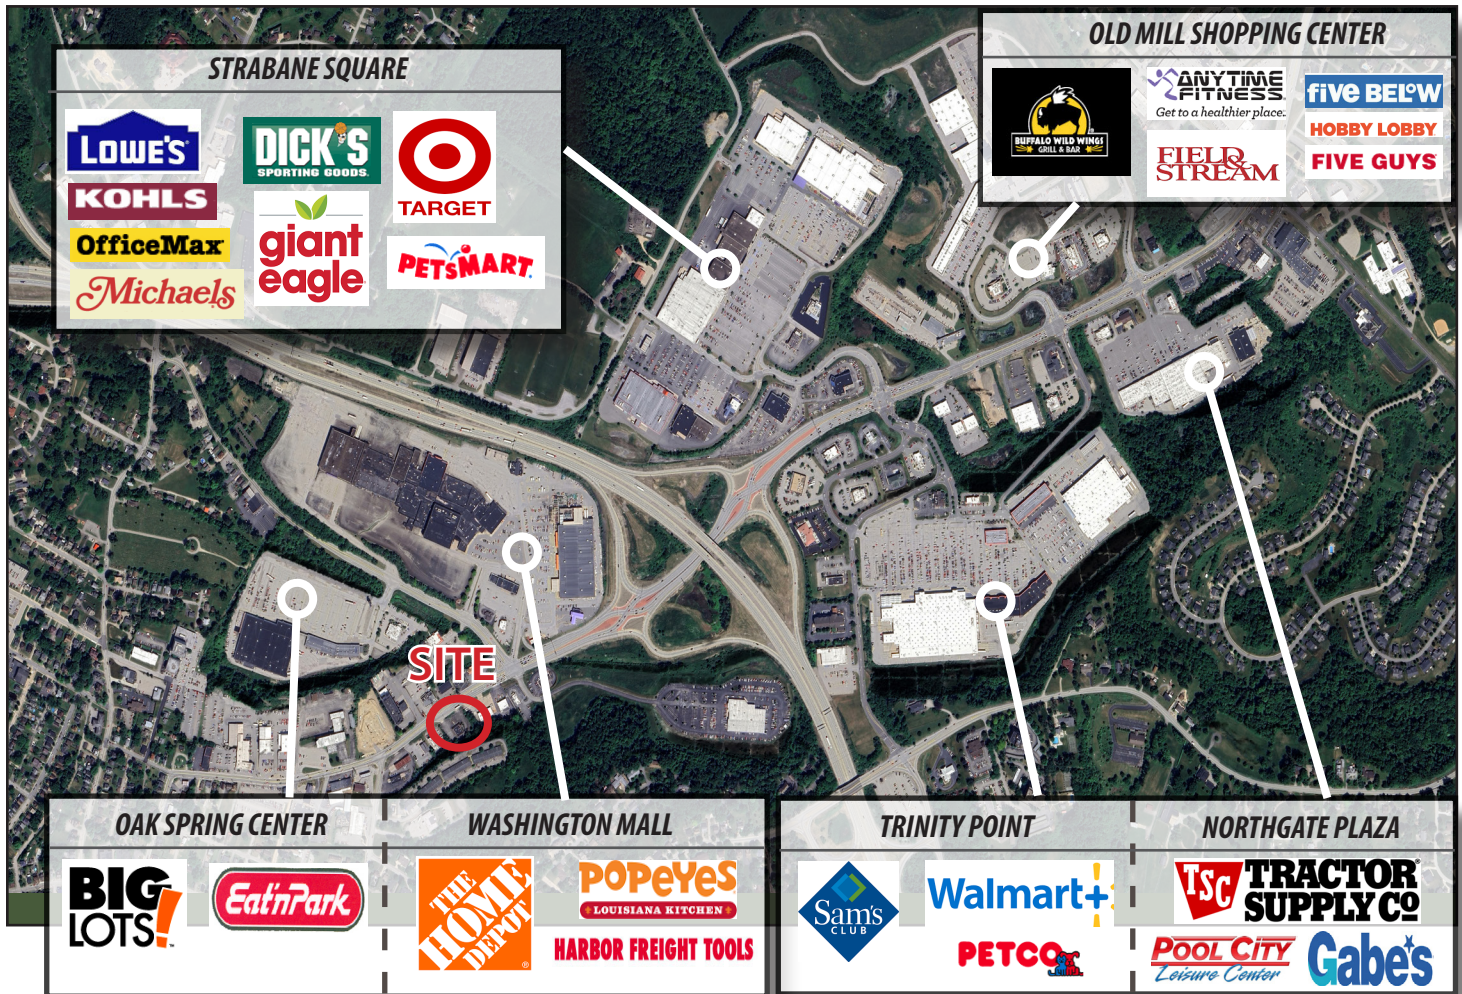 STRABANE SQUARE
LOWE'S
KOHLS
OfficeMax
Michaels
DICK'S
SPORTING GOODS.
giant
eagle
TARGET
PETSMART.
OLD MILL SHOPPING CENTER
BUFFALO WILD WINGS
GRILL & BAR
ANYTIME
FITNESS.
Get to a healthier place.
FIELD &
STREAM
five BEL°W
HOBBY LOBBY
FIVE GUYS
SITE
OAK SPRING CENTER
BIG
LOTS!
Eat'nPark
WASHINGTON MALL
THE
HOME
DEPOT
POPEYES
LOUISIANA KITCHEN
HARBOR FREIGHT TOOLS
TRINITY POINT
Sam's
CLUB
Walmart+
PETCO
NORTHGATE PLAZA
TSC
TRACTOR
SUPPLY CO
POOL CITY
Leisure Center
Gabe's